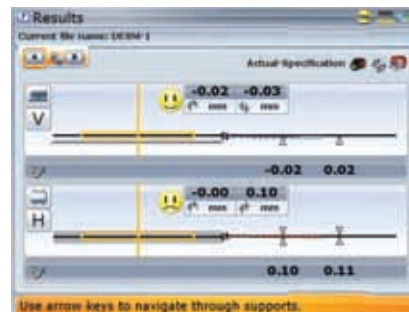 Results
Current file name: DEMM-1
Actual-Specification
-0.02 -0.03
mm mm
V
-0.02 0.02
-0.00 0.10
mm mm
H
0.10 0.11
Use arrow keys to navigate through supports.